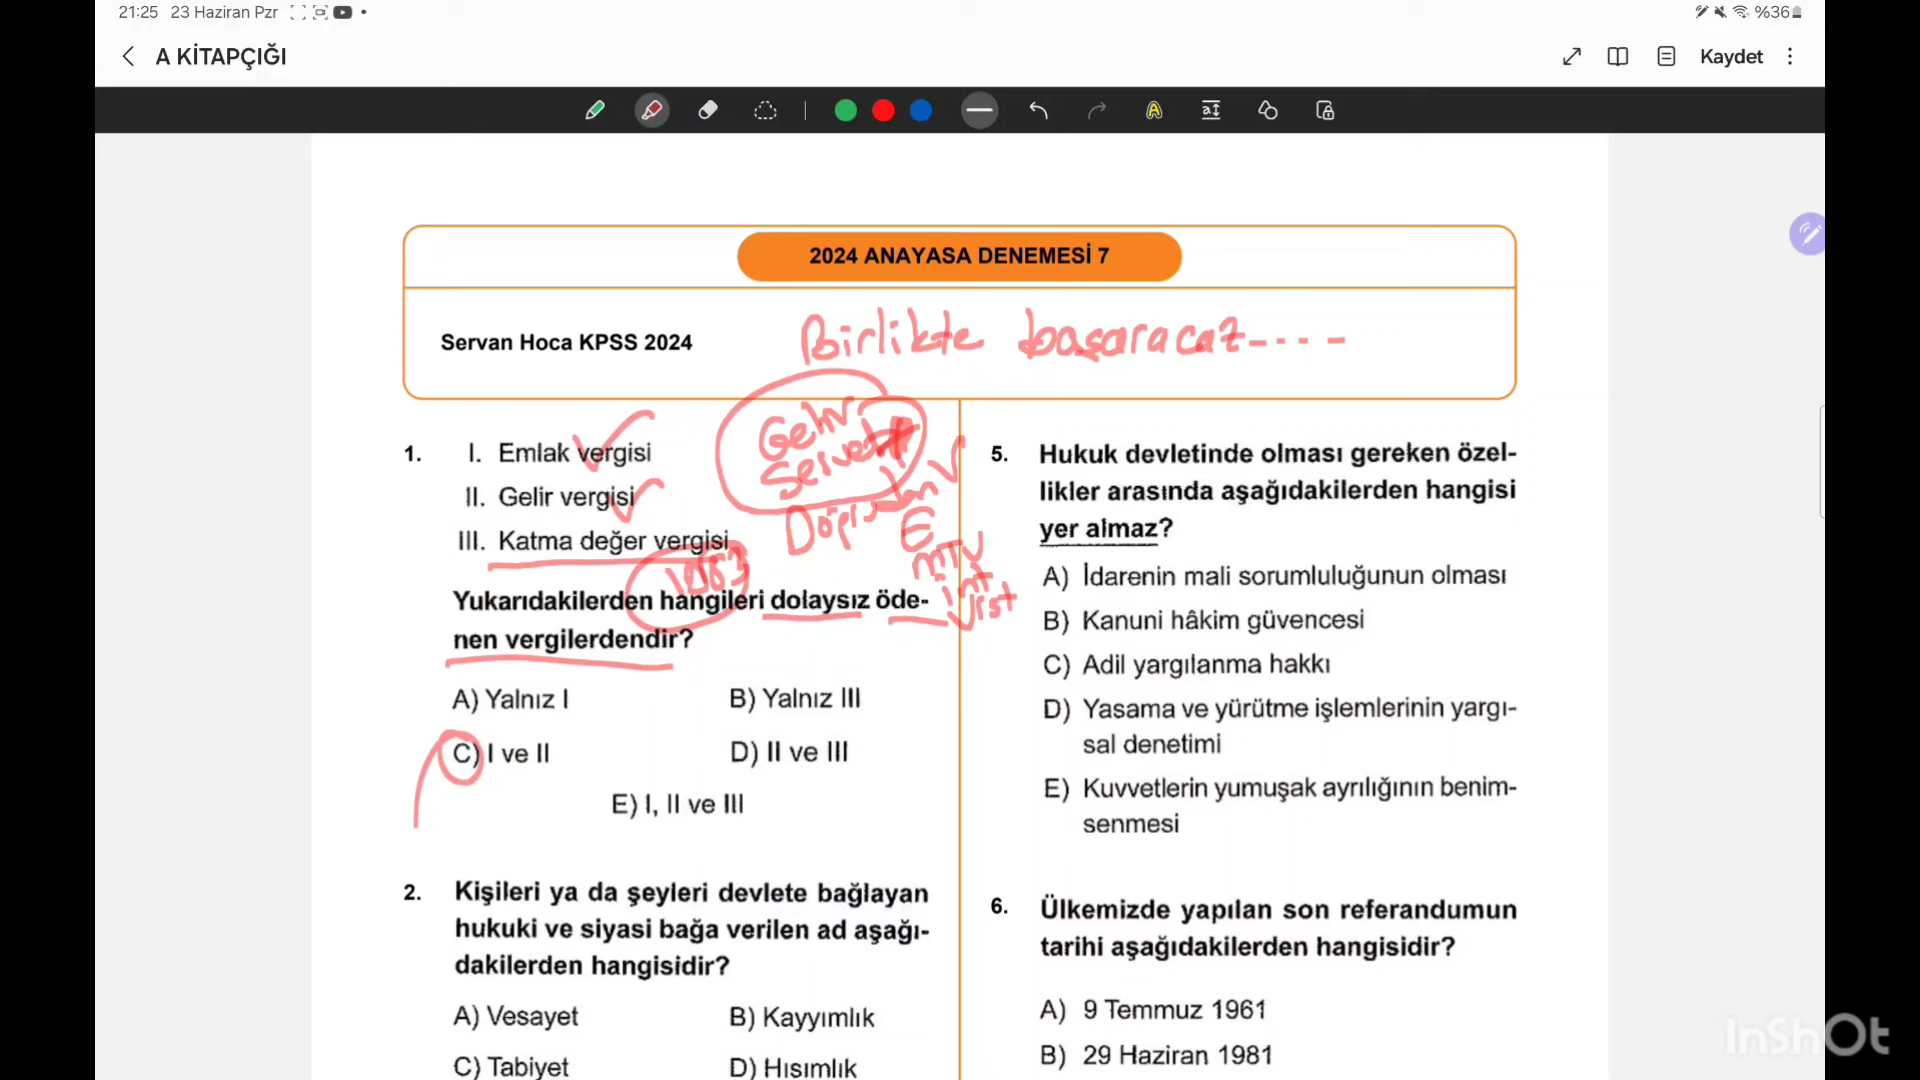 21:25 23 Haziran Pzr
%36
A KİTAPÇIĞI
Kaydet
2024 ANAYASA DENEMESİ 7
Servan Hoca KPSS 2024
Birlikte başaracaz-----
1. I. Emlak vergisi
II. Gelir vergisi
III. Katma değer vergisi
Yukarıdakilerden hangileri dolaysız öde-
nen vergilerdendir?
A) Yalnız I
B) Yalnız III
C) I ve II
D) II ve III
E) I, II ve III
2. Kişileri ya da şeyleri devlete bağlayan
hukuki ve siyasi bağa verilen ad aşağı-
dakilerden hangisidir?
A) Vesayet
B) Kayyımlık
C) Tabiyet
D) Hısımlık
5. Hukuk devletinde olması gereken özel-
likler arasında aşağıdakilerden hangisi
yer almaz?
A) İdarenin mali sorumluluğunun olması
B) Kanuni hâkim güvencesi
C) Adil yargılanma hakkı
D) Yasama ve yürütme işlemlerinin yargı-
sal denetimi
E) Kuvvetlerin yumuşak ayrılığının benim-
senmesi
6. Ülkemizde yapılan son referandumun
tarihi aşağıdakilerden hangisidir?
A) 9 Temmuz 1961
B) 29 Haziran 1981
InShOt